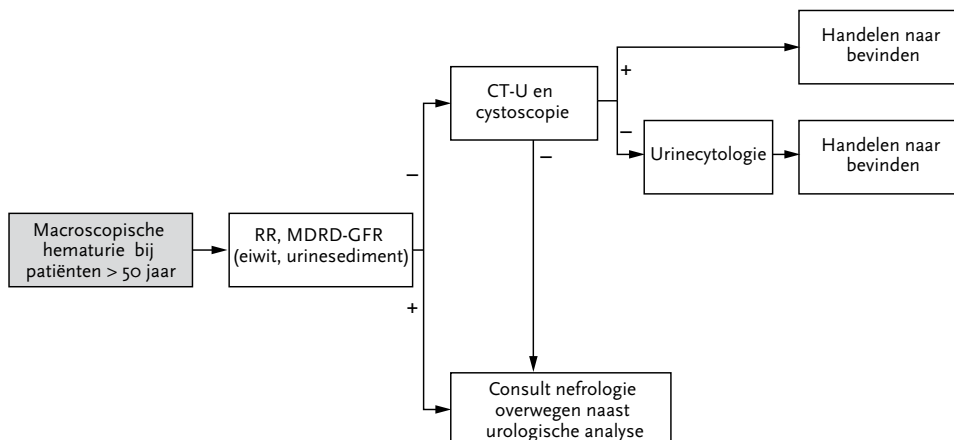 Macroscopische
hematurie bij
patiënten > 50 jaar
RR, MDRD-GFR
(eiwit, urinesediment)
–
+
CT-U en
cystoscopie
–
+
–
Handelen naar
bevinden
Urinecytologie
Handelen naar
bevinden
Consult nefrologie
overwegen naast
urologische analyse